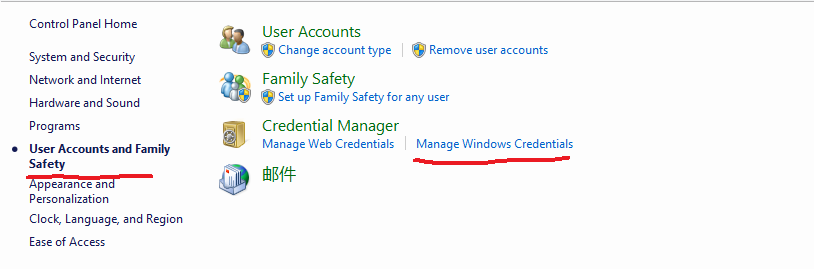 Control Panel Home
System and Security
Network and Internet
Hardware and Sound
Programs
User Accounts and Family
Safety
Appearance and
Personalization
Clock, Language, and Region
Ease of Access
User Accounts
Change account type
Remove user accounts
Family Safety
Set up Family Safety for any user
Credential Manager
Manage Web Credentials
Manage Windows Credentials
邮件